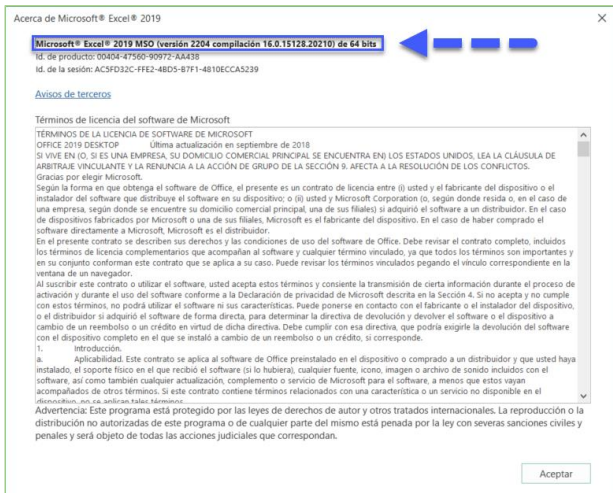 Acerca de Microsoft® Excel® 2019
Microsoft® Excel® 2019 MSO (versión 2204 compilación 16.0.15128.20210) de 64 bits
Id. de producto: 00404-47560-90972-AA438
Id. de la sesión: AC5FD32C-FFE2-4BD5-B7F1-4810ECCA5239
Avisos de terceros
Términos de licencia del software de Microsoft
TÉRMINOS DE LA LICENCIA DE SOFTWARE DE MICROSOFT
OFFICE 2019 DESKTOP Última actualización en septiembre de 2018
SI VIVE EN (O, SI ES UNA EMPRESA, SU DOMICILIO COMERCIAL PRINCIPAL SE ENCUENTRA EN) LOS ESTADOS UNIDOS, LEA LA CLÁUSULA DE
ARBITRAJE VINCULANTE Y LA RENUNCIA A LA ACCIÓN DE GRUPO DE LA SECCIÓN 9. AFECTA A LA RESOLUCIÓN DE LOS CONFLICTOS.
Gracias por elegir Microsoft.
Según la forma en que obtenga el software de Office, el presente es un contrato de licencia entre (i) usted y el fabricante del dispositivo o el
instalador del software que distribuye el software en su dispositivo; o (ii) usted y Microsoft Corporation (o, según donde resida o, en el caso de
una empresa, según donde se encuentre su domicilio comercial principal, una de sus filiales) si adquirió el software a un distribuidor. En el caso
de dispositivos fabricados por Microsoft o una de sus filiales, Microsoft es el fabricante del dispositivo. En el caso de haber comprado el
software directamente a Microsoft, Microsoft es el distribuidor.
En el presente contrato se describen sus derechos y las condiciones de uso del software de Office. Debe revisar el contrato completo, incluidos
los términos de licencia complementarios que acompañan al software y cualquier término vinculado, ya que todos los términos son importantes y
en su conjunto conforman este contrato que se aplica a su caso. Puede revisar los términos vinculados pegando el vínculo correspondiente en la
ventana de un navegador.
Al suscribir este contrato o utilizar el software, usted acepta estos términos y consiente la transmisión de cierta información durante el proceso de
activación y durante el uso del software conforme a la Declaración de privacidad de Microsoft descrita en la Sección 4. Si no acepta y no cumple
con estos términos, no podrá utilizar el software ni sus características. Puede ponerse en contacto con el fabricante o el instalador del dispositivo,
o el distribuidor si adquirió el software de forma directa, para determinar la directiva de devolución y devolver el software o el dispositivo a
cambio de un reembolso o un crédito en virtud de dicha directiva. Debe cumplir con esa directiva, que podría exigirle la devolución del software
con el dispositivo completo en el que se instaló a cambio de un reembolso o un crédito, si corresponde.
1. Introducción.
a. Aplicabilidad. Este contrato se aplica al software de Office preinstalado en el dispositivo o comprado a un distribuidor y que usted haya
instalado, el soporte físico en el que recibió el software (si lo hubiera), cualquier fuente, icono, imagen o archivo de sonido incluidos con el
software, así como también cualquier actualización, complemento o servicio de Microsoft para el software, a menos que estos vayan
acompañados de otros términos. Si este contrato contiene términos relacionados con una característica o un servicio no disponible en el
dispositivo, no se aplican tales términos.
Advertencia: Este programa está protegido por las leyes de derechos de autor y otros tratados internacionales. La reproducción o la
distribución no autorizadas de este programa o de cualquier parte del mismo está penada por la ley con severas sanciones civiles y
penales y será objeto de todas las acciones judiciales que correspondan.
Aceptar